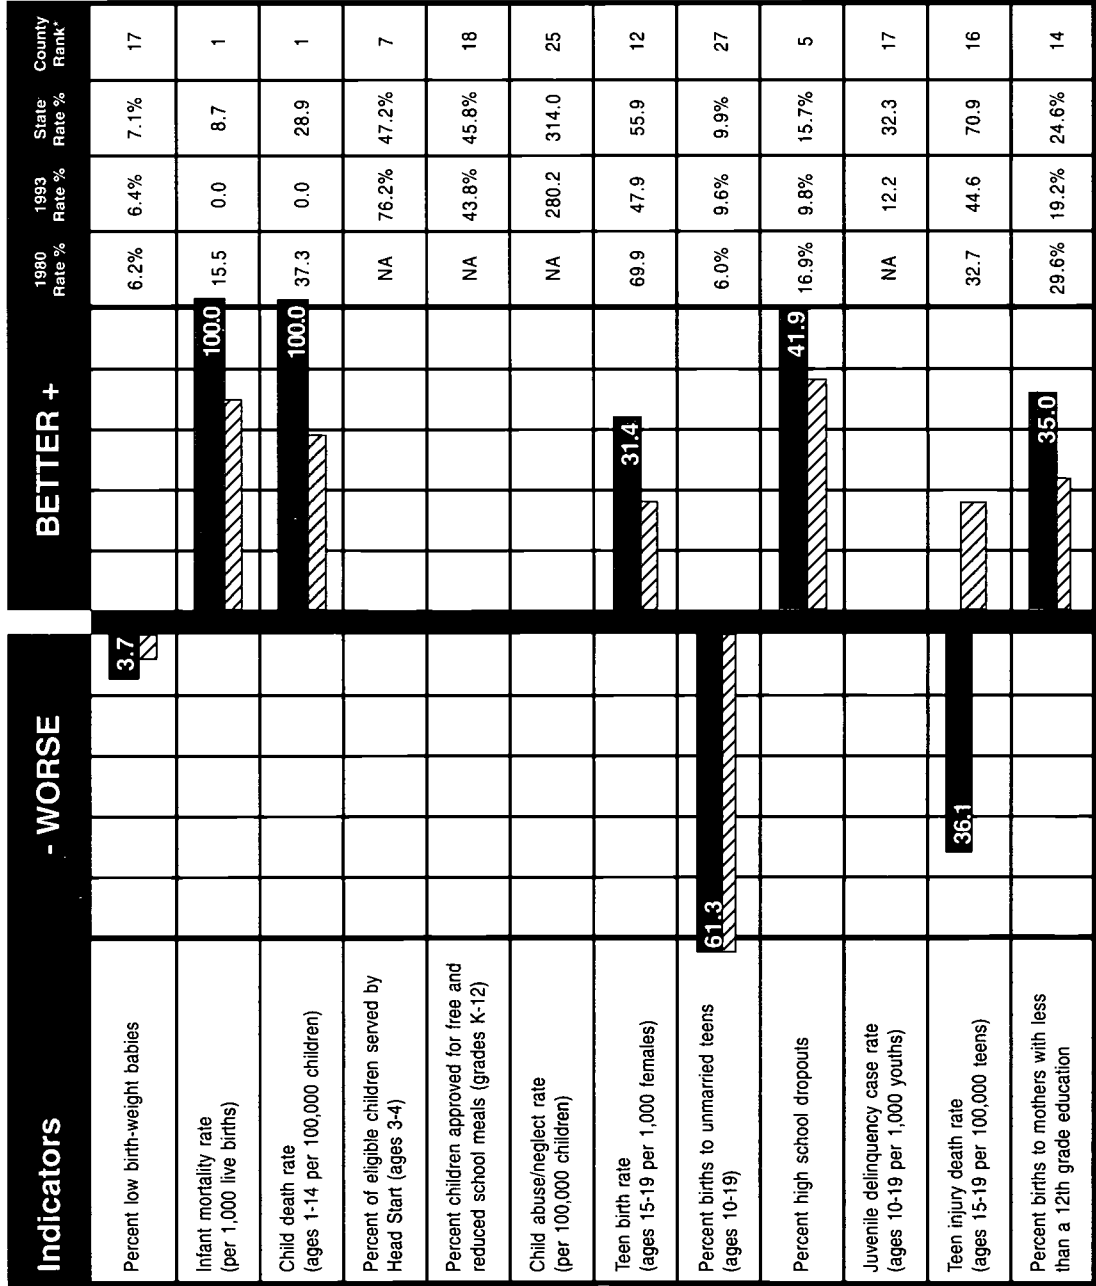 Indicators
- WORSE
BETTER +
1980
Rate %
1993
Rate %
State
Rate %
County
Rank*
Percent low birth-weight babies
3.7
6.2%
6.4%
7.1%
17
Infant mortality rate
(per 1,000 live births)
100.0
15.5
0.0
8.7
1
Child death rate
(ages 1-14 per 100,000 children)
100.0
37.3
0.0
28.9
1
Percent of eligible children served by
Head Start (ages 3-4)
NA
76.2%
47.2%
7
Percent children approved for free and
reduced school meals (grades K-12)
NA
43.8%
45.8%
18
Child abuse/neglect rate
(per 100,000 children)
NA
280.2
314.0
25
Teen birth rate
(ages 15-19 per 1,000 females)
31.4
69.9
47.9
55.9
12
Percent births to unmarried teens
(ages 10-19)
61.3
6.0%
9.6%
9.9%
27
Percent high school dropouts
41.9
16.9%
9.8%
15.7%
5
Juvenile delinquency case rate
(ages 10-19 per 1,000 youths)
NA
12.2
32.3
17
Teen injury death rate
(ages 15-19 per 100,000 teens)
36.1
32.7
44.6
70.9
16
Percent births to mothers with less
than a 12th grade education
35.0
29.6%
19.2%
24.6%
14